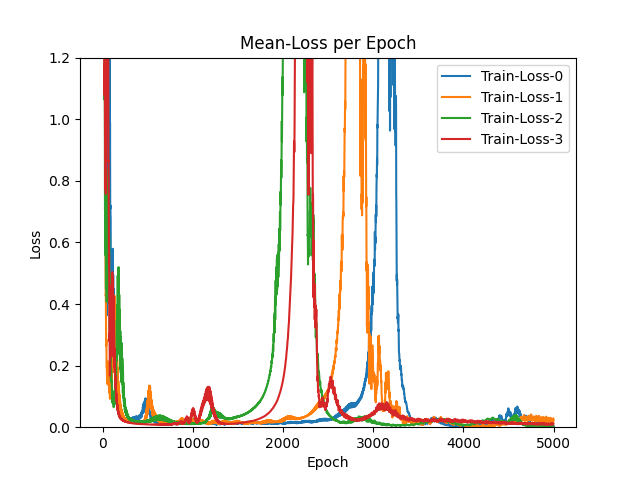 Mean-Loss per Epoch
Train-Loss-0
Train-Loss-1
Train-Loss-2
Train-Loss-3
1.2
1.0
0.8
0.6
0.4
0.2
0.0
Loss
0 1000 2000 3000 4000 5000
Epoch